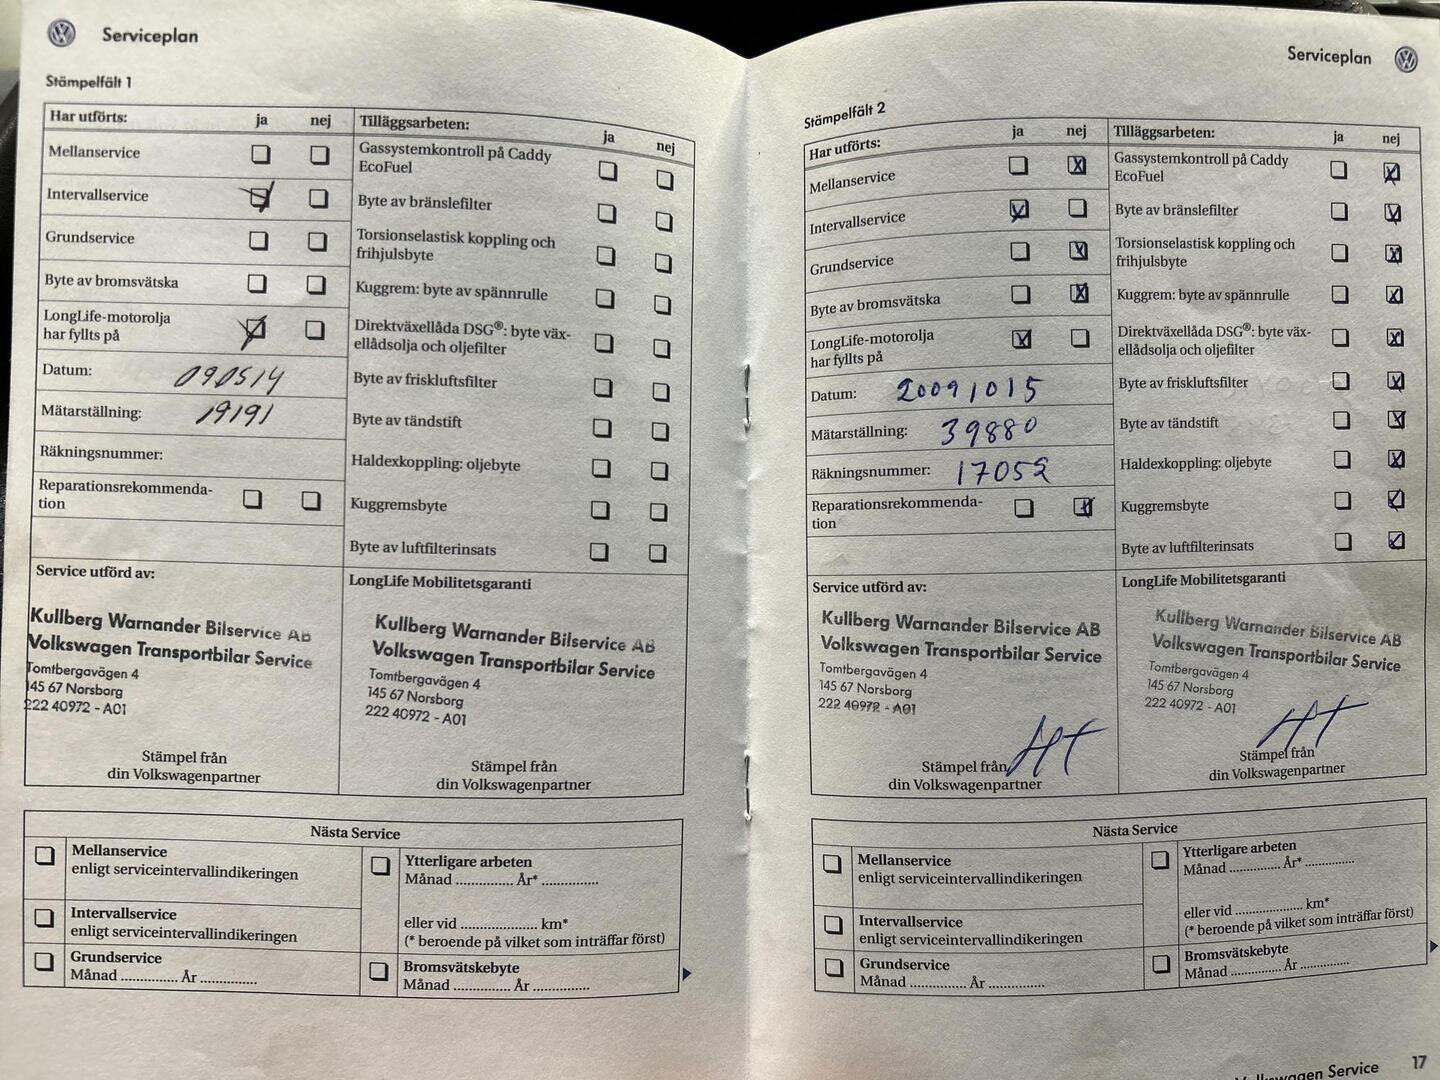 Serviceplan
Stämpelfält 1
Har utförts: ja nej
Mellanservice
Intervallservice
Grundservice
Byte av bromsvätska
LongLife-motorolja
har fyllts på
Datum: 090514
Mätarställning: 19191
Räkningsnummer:
Reparationsrekommenda-
tion
Tilläggsarbeten: ja nej
Gassystemkontroll på Caddy
EcoFuel
Byte av bränslefilter
Torsionselastisk koppling och
frihjulsbyte
Kuggrem: byte av spännrulle
Direktväxellåda DSG®: byte väx-
ellådsolja och oljefilter
Byte av friskluftsfilter
Byte av tändstift
Haldexkoppling: oljebyte
Kuggremsbyte
Byte av luftfilterinsats
Service utförd av:
Kullberg Warnander Bilservice AB
Volkswagen Transportbilar Service
Tomtbergavägen 4
145 67 Norsborg
222 40972 - A01
Stämpel från
din Volkswagenpartner
LongLife Mobilitetsgaranti
Kullberg Warnander Bilservice AB
Volkswagen Transportbilar Service
Tomtbergavägen 4
145 67 Norsborg
222 40972 - A01
Stämpel från
din Volkswagenpartner
Nästa Service
Mellanservice
enligt serviceintervallindikeringen
Intervallservice
enligt serviceintervallindikeringen
Grundservice
Månad .............. År ..............
Ytterligare arbeten
Månad .............. År* ..............
eller vid ................... km*
(* beroende på vilket som inträffar först)
Bromsvätskebyte
Månad .............. År ..............
Serviceplan
Stämpelfält 2
Har utförts: ja nej
Mellanservice
Intervallservice
Grundservice
Byte av bromsvätska
LongLife-motorolja
har fyllts på
Datum: 20091015
Mätarställning: 39880
Räkningsnummer: 17052
Reparationsrekommenda-
tion
Tilläggsarbeten: ja nej
Gassystemkontroll på Caddy
EcoFuel
Byte av bränslefilter
Torsionselastisk koppling och
frihjulsbyte
Kuggrem: byte av spännrulle
Direktväxellåda DSG®: byte väx-
ellådsolja och oljefilter
Byte av friskluftsfilter
Byte av tändstift
Haldexkoppling: oljebyte
Kuggremsbyte
Byte av luftfilterinsats
Service utförd av:
Kullberg Warnander Bilservice AB
Volkswagen Transportbilar Service
Tomtbergavägen 4
145 67 Norsborg
222 40972 - A01
Stämpel från
din Volkswagenpartner
LongLife Mobilitetsgaranti
Kullberg Warnander Bilservice AB
Volkswagen Transportbilar Service
Tomtbergavägen 4
145 67 Norsborg
222 40972 - A01
Stämpel från
din Volkswagenpartner
Nästa Service
Mellanservice
enligt serviceintervallindikeringen
Intervallservice
enligt serviceintervallindikeringen
Grundservice
Månad .............. År ..............
Ytterligare arbeten
Månad .............. År* ..............
eller vid ................... km*
(* beroende på vilket som inträffar först)
Bromsvätskebyte
Månad .............. År ..............
Volkswagen Service 17